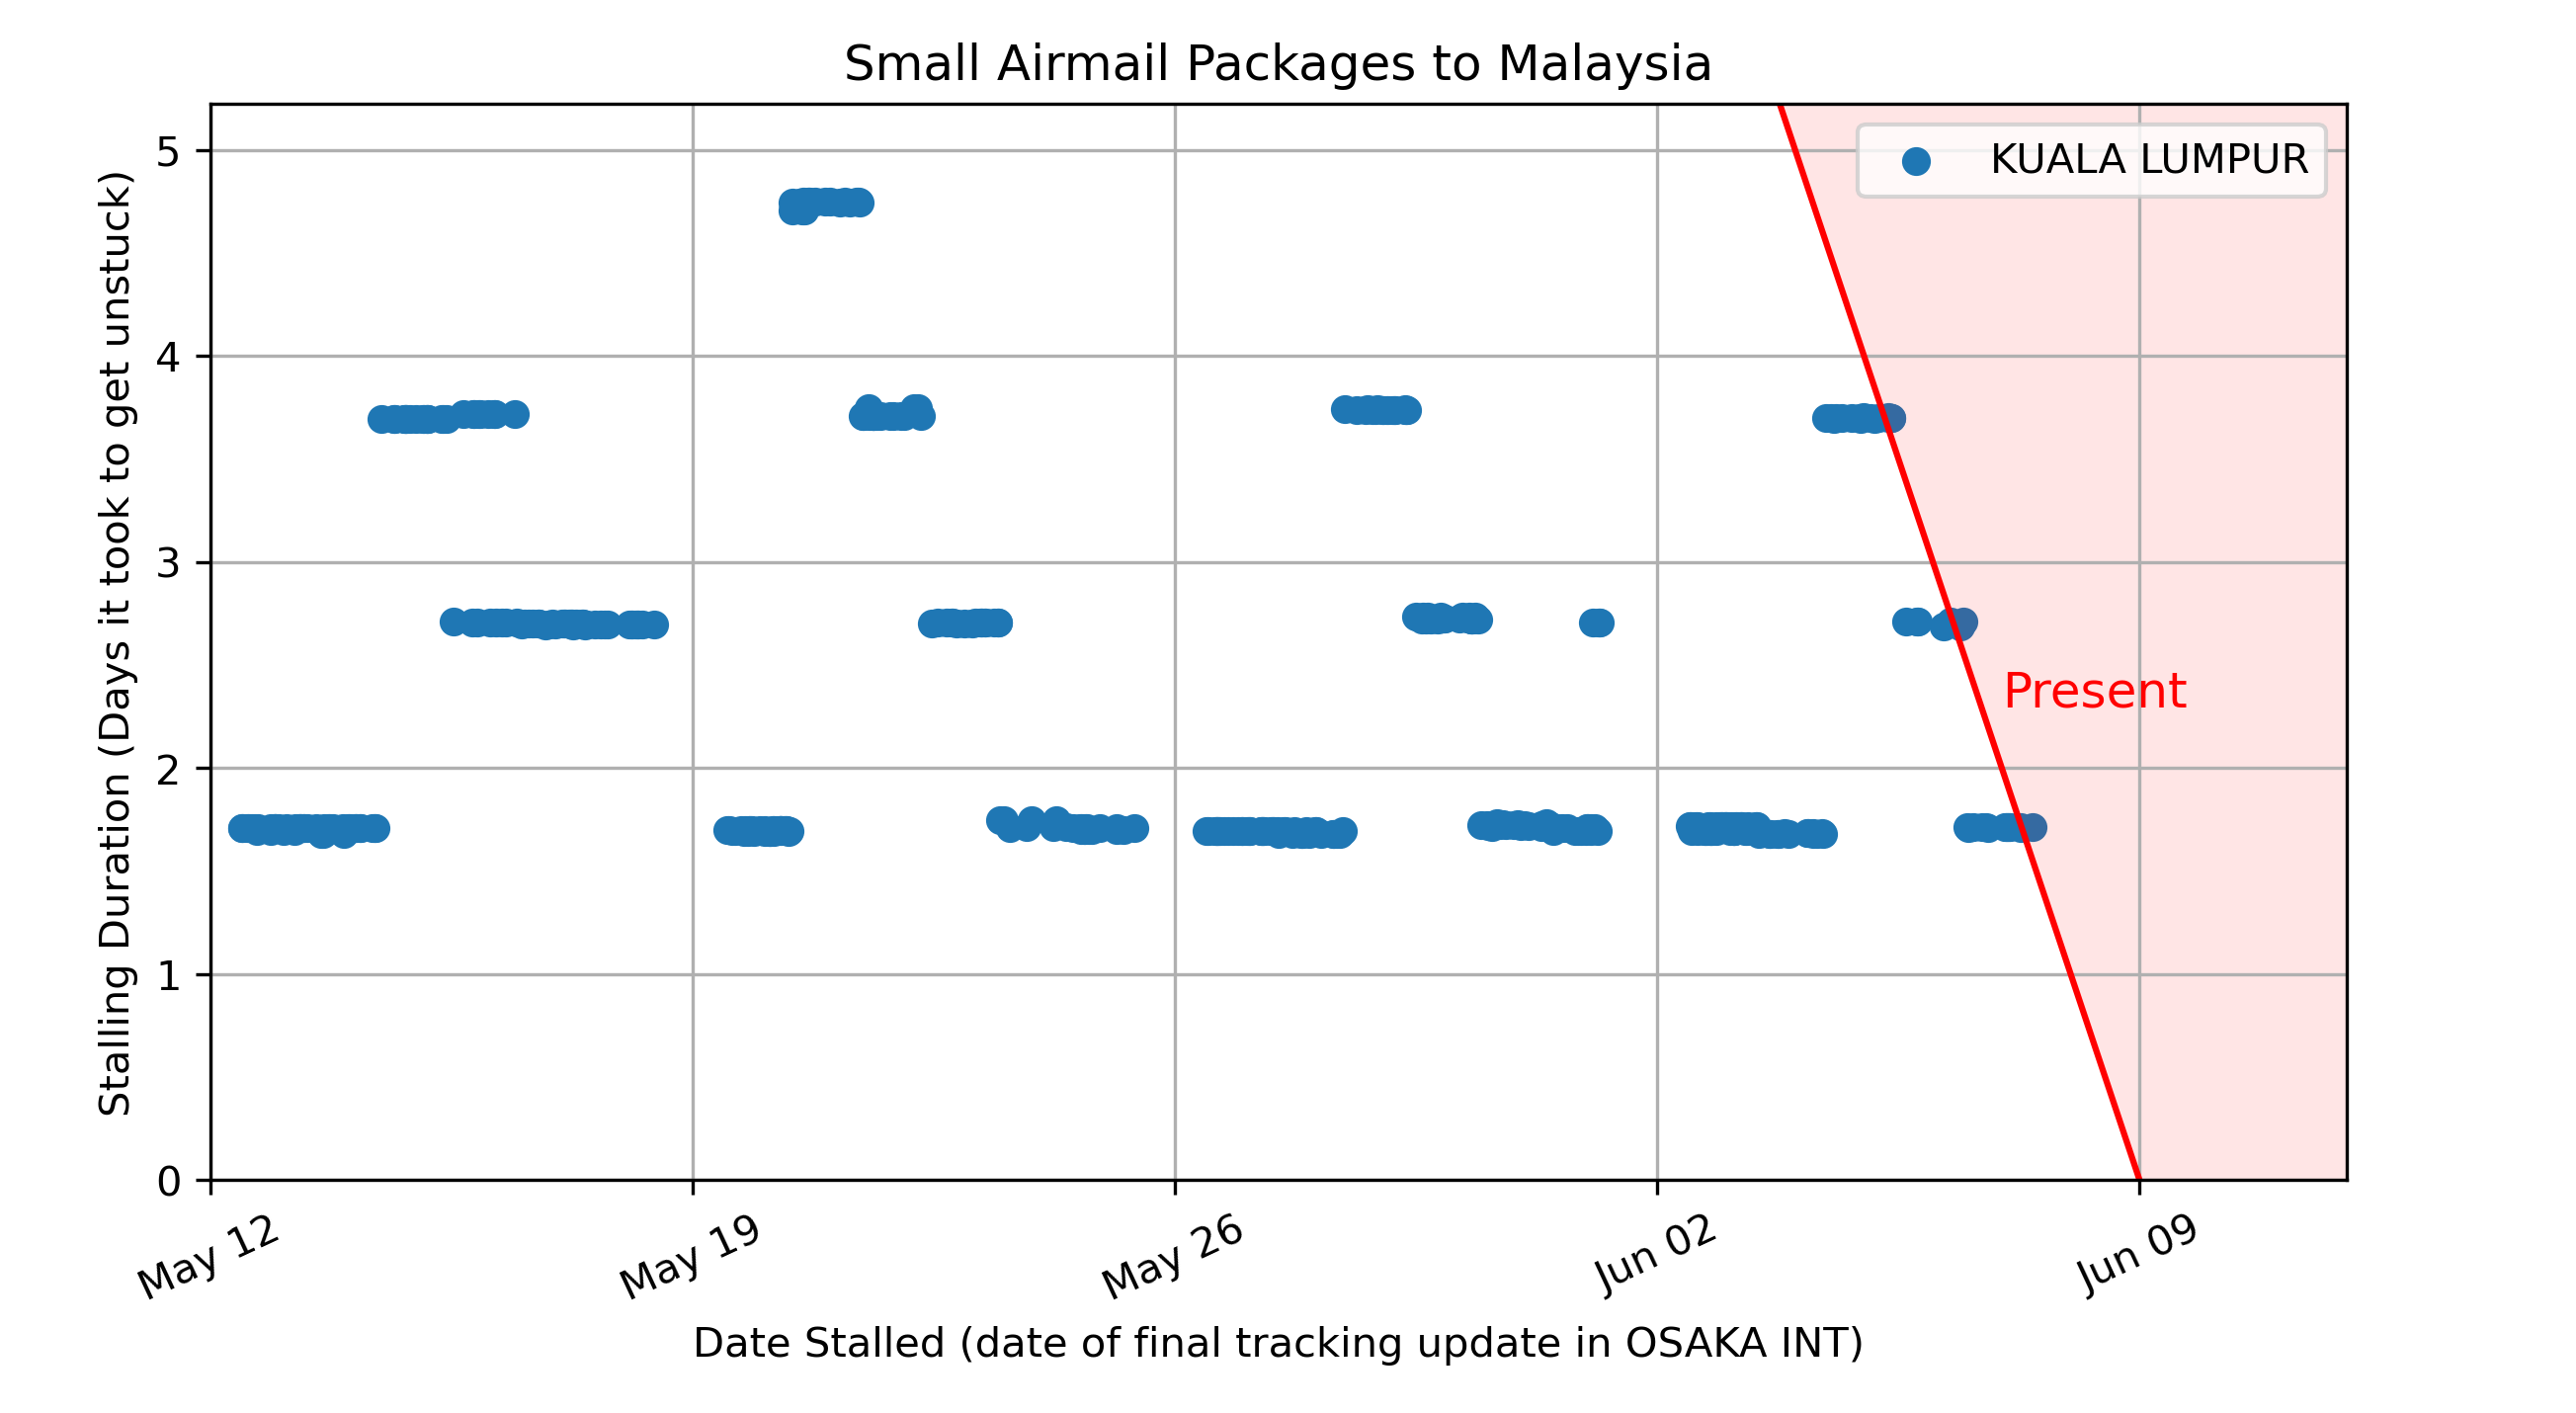 Small Airmail Packages to Malaysia
KUALA LUMPUR
Present
Stalling Duration (Days it took to get unstuck)
5
4
3
2
1
0
May 12
May 19
May 26
Jun 02
Jun 09
Date Stalled (date of final tracking update in OSAKA INT)